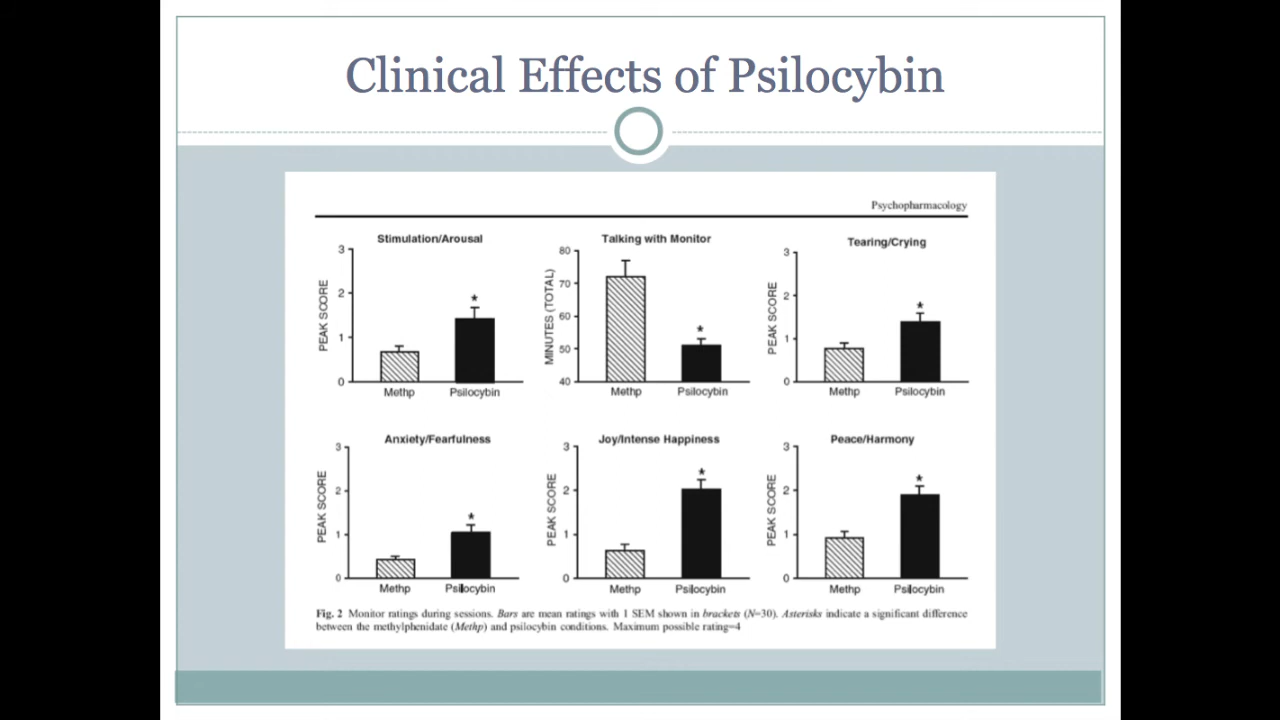 Clinical Effects of Psilocybin
Psychopharmacology
Stimulation/Arousal
PEAK SCORE
3
2
1
0
*
Methp
Psilocybin
Talking with Monitor
MINUTES (TOTAL)
80
70
60
50
40
*
Methp
Psilocybin
Tearing/Crying
PEAK SCORE
3
2
1
0
*
Methp
Psilocybin
Anxiety/Fearfulness
PEAK SCORE
3
2
1
0
*
Methp
Psilocybin
Joy/Intense Happiness
PEAK SCORE
3
2
1
0
*
Methp
Psilocybin
Peace/Harmony
PEAK SCORE
3
2
1
0
*
Methp
Psilocybin
Fig. 2 Monitor ratings during sessions. Bars are mean ratings with 1 SEM shown in brackets (N=30). Asterisks indicate a significant difference
between the methylphenidate (Methp) and psilocybin conditions. Maximum possible rating=4